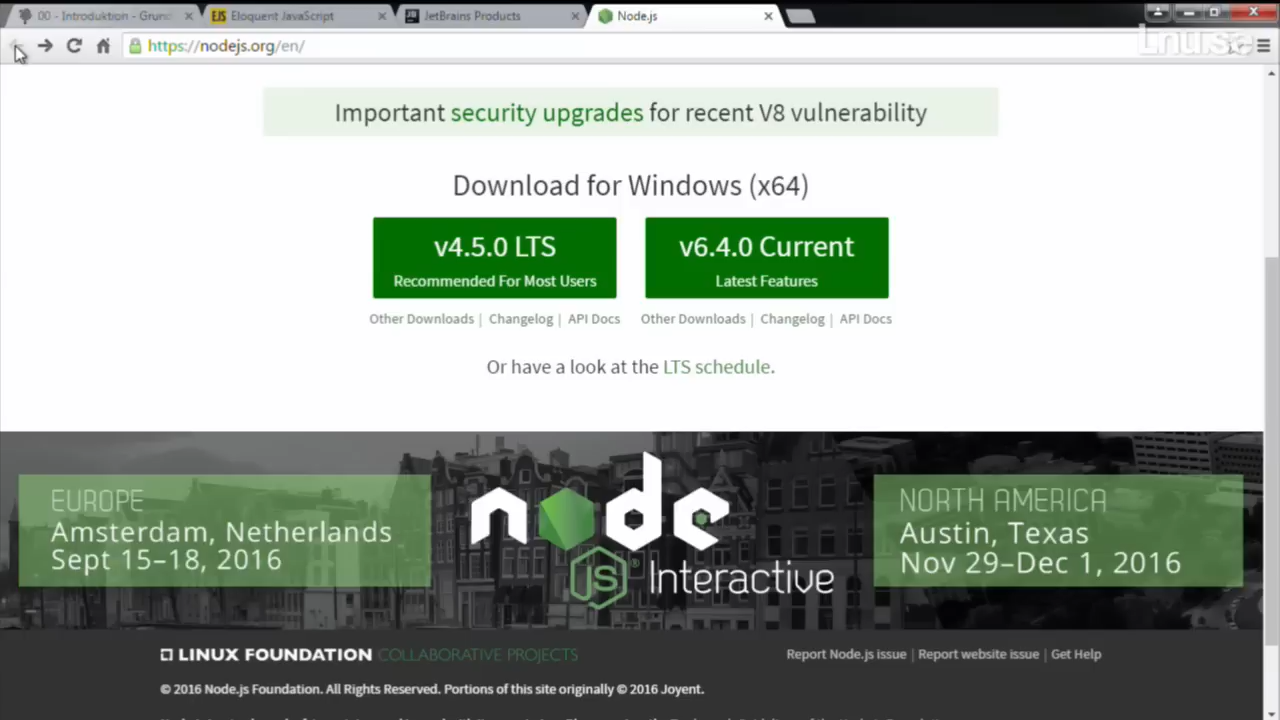 00 - Introduktion - Grund
Eloquent JavaScript
JetBrains Products
Node.js
https://nodejs.org/en/
Lnu.se
Important security upgrades for recent V8 vulnerability
Download for Windows (x64)
v4.5.0 LTS
Recommended For Most Users
v6.4.0 Current
Latest Features
Other Downloads | Changelog | API Docs
Other Downloads | Changelog | API Docs
Or have a look at the LTS schedule.
EUROPE
Amsterdam, Netherlands
Sept 15–18, 2016
node
JS Interactive
NORTH AMERICA
Austin, Texas
Nov 29–Dec 1, 2016
LINUX FOUNDATION COLLABORATIVE PROJECTS
Report Node.js issue | Report website issue | Get Help
© 2016 Node.js Foundation. All Rights Reserved. Portions of this site originally © 2016 Joyent.